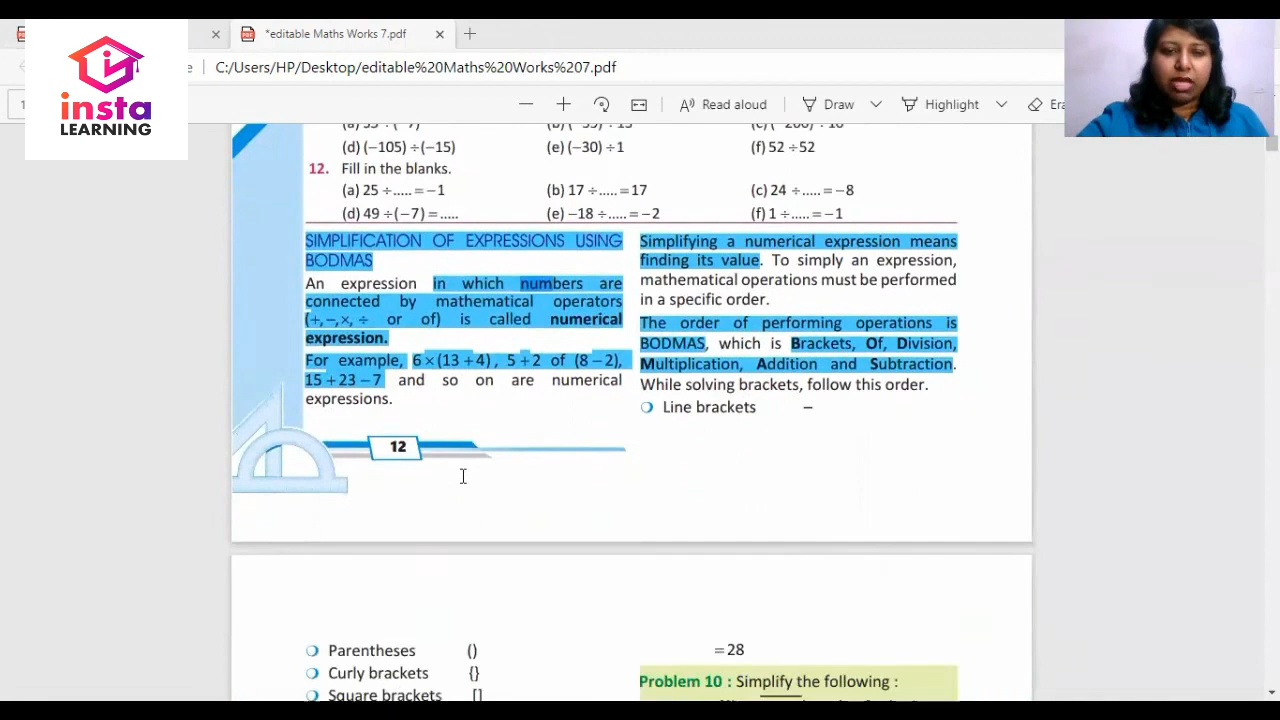 *editable Maths Works 7.pdf
C:/Users/HP/Desktop/editable%20Maths%20Works%207.pdf
Read aloud
Draw
Highlight
insta
LEARNING
(d) (−105) ÷(−15) (e) (−30) ÷1 (f) 52 ÷52
12. Fill in the blanks.
(a) 25 ÷..... = −1 (b) 17 ÷..... = 17 (c) 24 ÷..... = −8
(d) 49 ÷(−7) = ..... (e) −18 ÷..... = −2 (f) 1 ÷..... = −1
SIMPLIFICATION OF EXPRESSIONS USING
BODMAS
An expression in which numbers are
connected by mathematical operators
(+,−,×, ÷ or of) is called numerical
expression.
For example, 6 × (13 + 4) , 5 + 2 of (8 − 2),
15 + 23 − 7 and so on are numerical
expressions.
12
Simplifying a numerical expression means
finding its value. To simply an expression,
mathematical operations must be performed
in a specific order.
The order of performing operations is
BODMAS, which is Brackets, Of, Division,
Multiplication, Addition and Subtraction.
While solving brackets, follow this order.
Line brackets −
Parentheses ()
Curly brackets {}
Square brackets []
= 28
Problem 10 : Simplify the following :